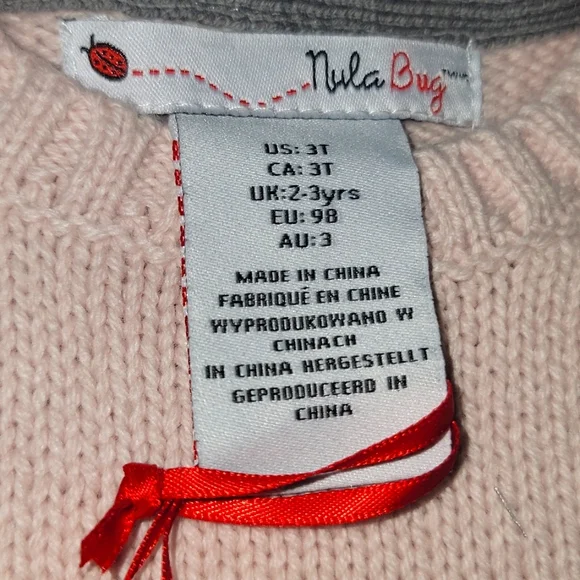 Nula Bug
US: 3T
CA: 3T
UK: 2-3yrs
EU: 98
AU: 3
MADE IN CHINA
FABRIQUÉ EN CHINE
WYPRODUKOWANO W
CHINACH
IN CHINA HERGESTELLT
GEPRODUCEERD IN
CHINA